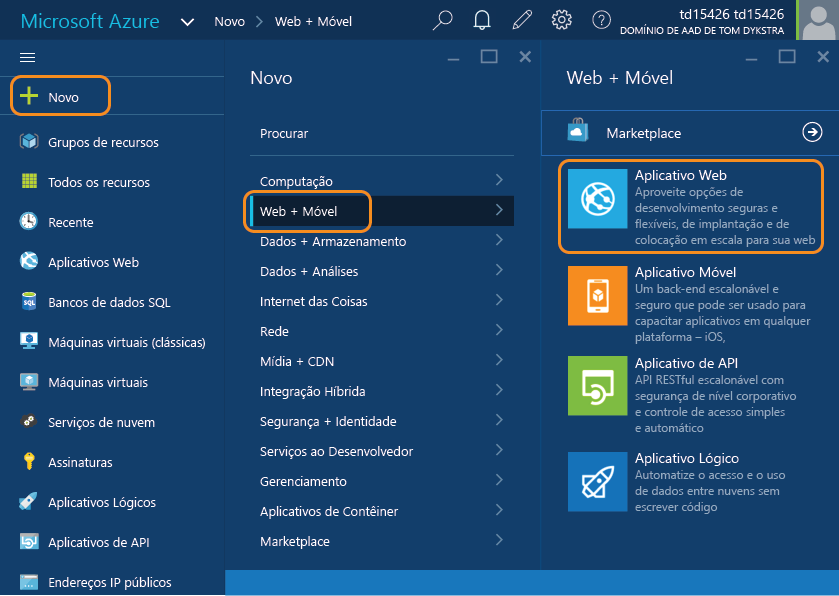 Microsoft Azure
Novo
Web + Móvel
td15426 td15426
DOMÍNIO DE AAD DE TOM DYKSTRA
Novo
Grupos de recursos
Todos os recursos
Recente
Aplicativos Web
Bancos de dados SQL
Máquinas virtuais (clássicas)
Máquinas virtuais
Serviços de nuvem
Assinaturas
Aplicativos Lógicos
Aplicativos de API
Endereços IP públicos
Novo
Procurar
Computação
Web + Móvel
Dados + Armazenamento
Dados + Análises
Internet das Coisas
Rede
Mídia + CDN
Integração Híbrida
Segurança + Identidade
Serviços ao Desenvolvedor
Gerenciamento
Aplicativos de Contêiner
Marketplace
Web + Móvel
Marketplace
Aplicativo Web
Aproveite opções de
desenvolvimento seguras e
flexíveis, de implantação e de
colocação em escala para sua web
Aplicativo Móvel
Um back-end escalonável e
seguro que pode ser usado para
capacitar aplicativos em qualquer
plataforma – iOS,
Aplicativo de API
API RESTful escalonável com
segurança de nível corporativo
e controle de acesso simples
e automático
Aplicativo Lógico
Automatize o acesso e o uso
de dados entre nuvens sem
escrever código